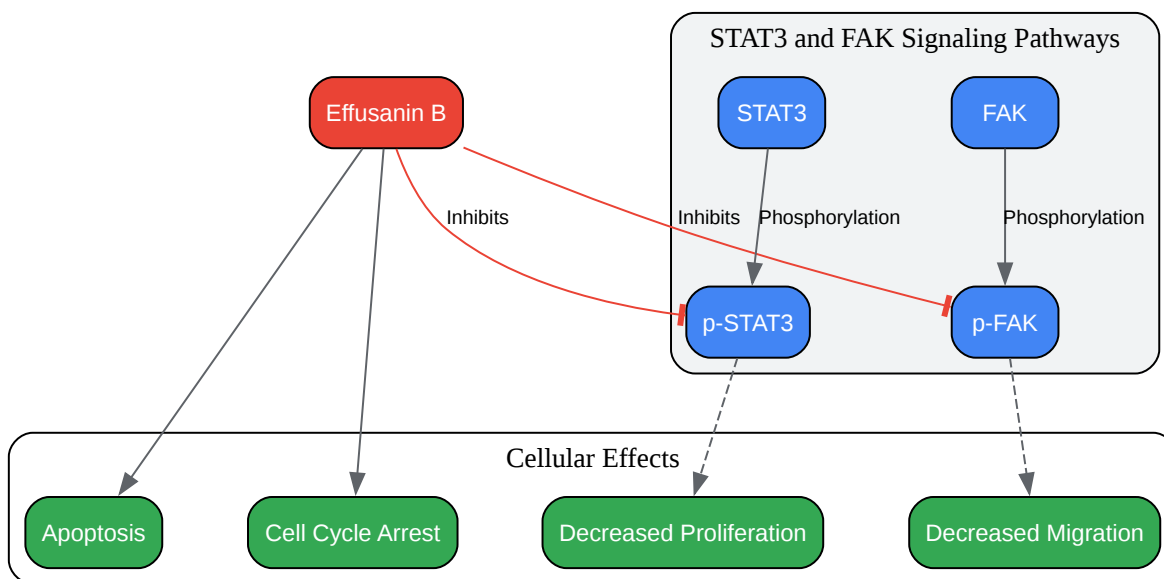 STAT3 and FAK Signaling Pathways
Effusanin B
STAT3
FAK
Inhibits
Inhibits
Phosphorylation
Phosphorylation
p-STAT3
p-FAK
Cellular Effects
Apoptosis
Cell Cycle Arrest
Decreased Proliferation
Decreased Migration